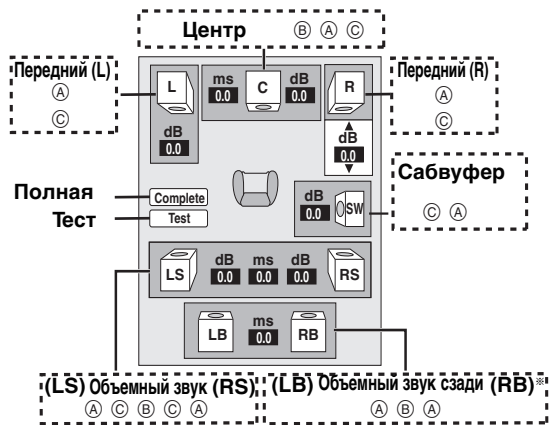 Центр Ⓑ Ⓐ Ⓒ
Передний (L)
Ⓐ
Ⓒ
Передний (R)
Ⓐ
Ⓒ
L
ms
0.0
C
dB
0.0
R
dB
0.0
dB
0.0
Полная
Тест
Complete
Test
dB
0.0
SW
Сабвуфер
Ⓒ Ⓐ
LS
dB
0.0
ms
0.0
dB
0.0
RS
LB
ms
0.0
RB
(LS) Объемный звук (RS)
Ⓐ Ⓒ Ⓑ Ⓒ Ⓐ
(LB) Объемный звук сзади (RB)※
Ⓐ Ⓑ Ⓐ